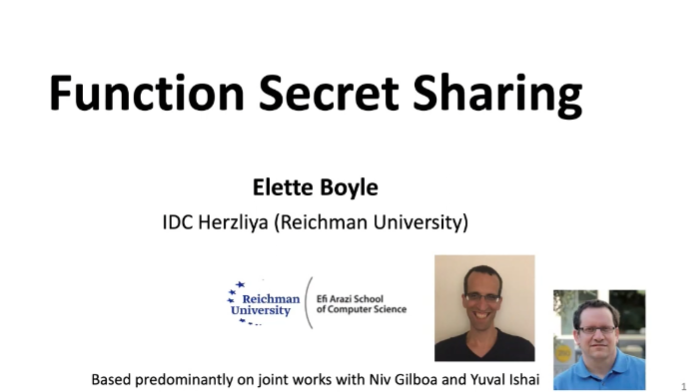 Function Secret Sharing
Elette Boyle
IDC Herzliya (Reichman University)
Reichman
University
Efi Arazi School
of Computer Science
Based predominantly on joint works with Niv Gilboa and Yuval Ishai
1